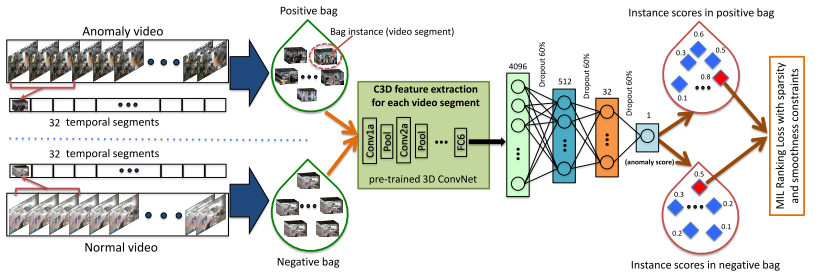 Anomaly video
32 temporal segments
32 temporal segments
Normal video
Positive bag
Bag instance (video segment)
Negative bag
C3D feature extraction
for each video segment
Conv1a
Pool
Conv2a
Pool
FC6
pre-trained 3D ConvNet
4096
Dropout 60%
512
Dropout 60%
32
Dropout 60%
1
(anomaly score)
Instance scores in positive bag
0.6
0.3
0.5
0.8
0.1
0.5
0.3
0.1
0.2
0.2
Instance scores in negative bag
MIL Ranking Loss with sparsity
and smoothness constraints